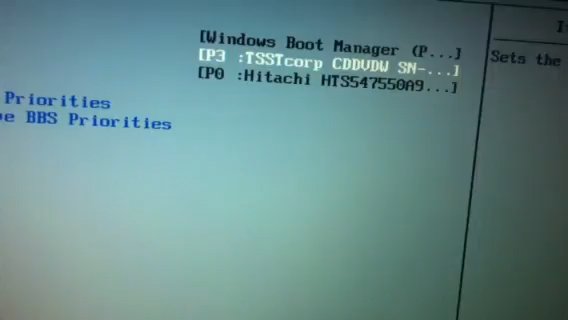 [Windows Boot Manager (P...]
[P3 :TSSTcorp CDDVDW SN-...]
[P0 :Hitachi HTS547550A9...]
Priorities
BBS Priorities
Sets the